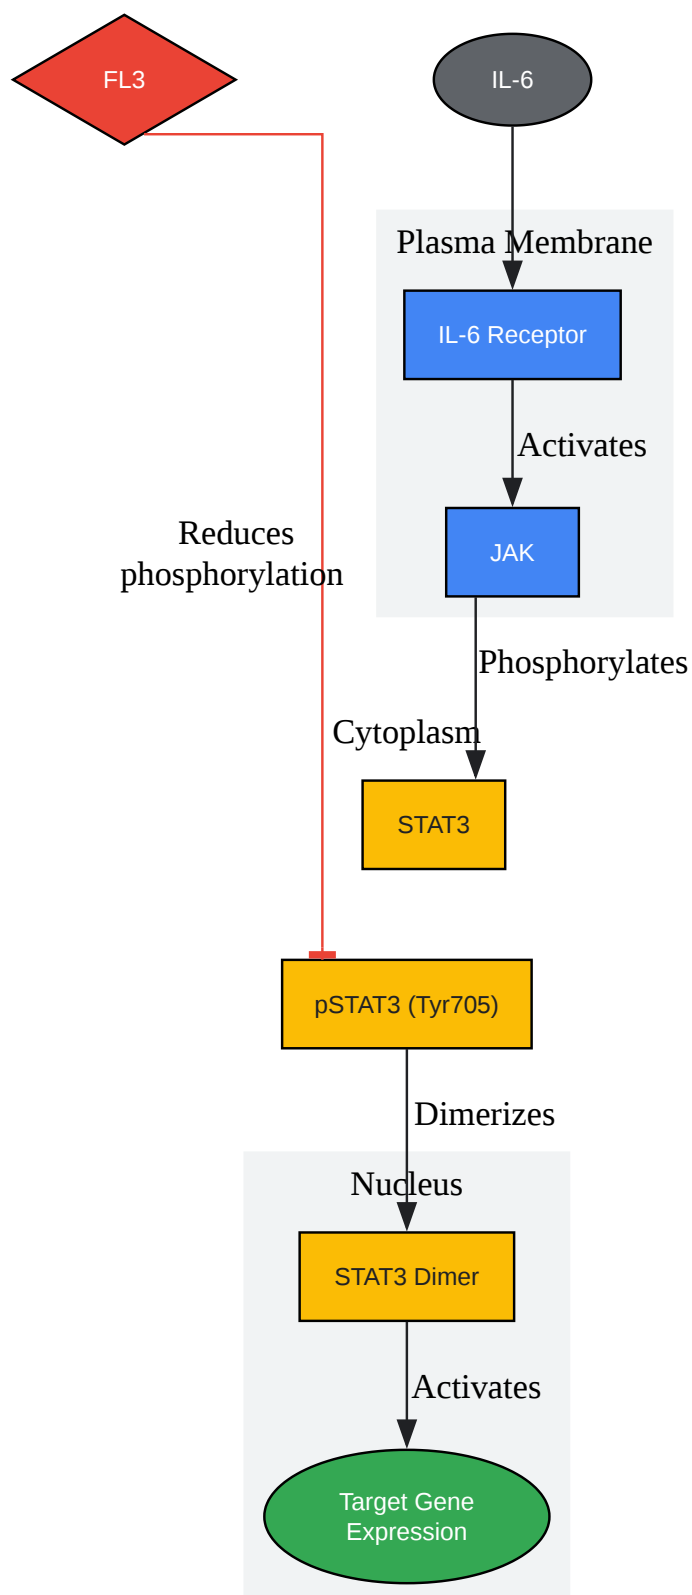 FL3
IL-6
Plasma Membrane
IL-6 Receptor
Activates
Reduces
phosphorylation
JAK
Phosphorylates
Cytoplasm
STAT3
pSTAT3 (Tyr705)
Dimerizes
Nucleus
STAT3 Dimer
Activates
Target Gene
Expression